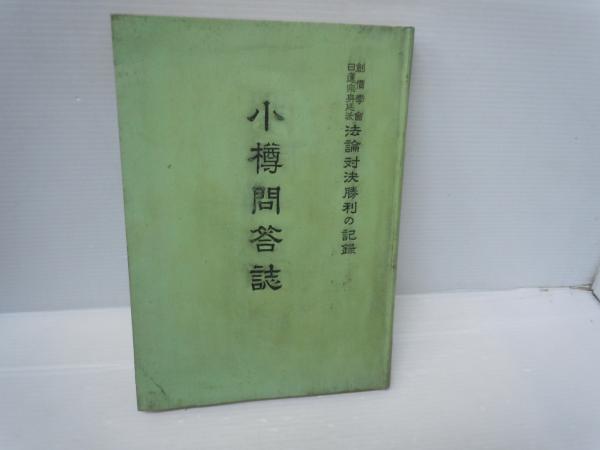 創價學會
日蓮宗身延派
法論対決勝利の記録
小樽問答誌